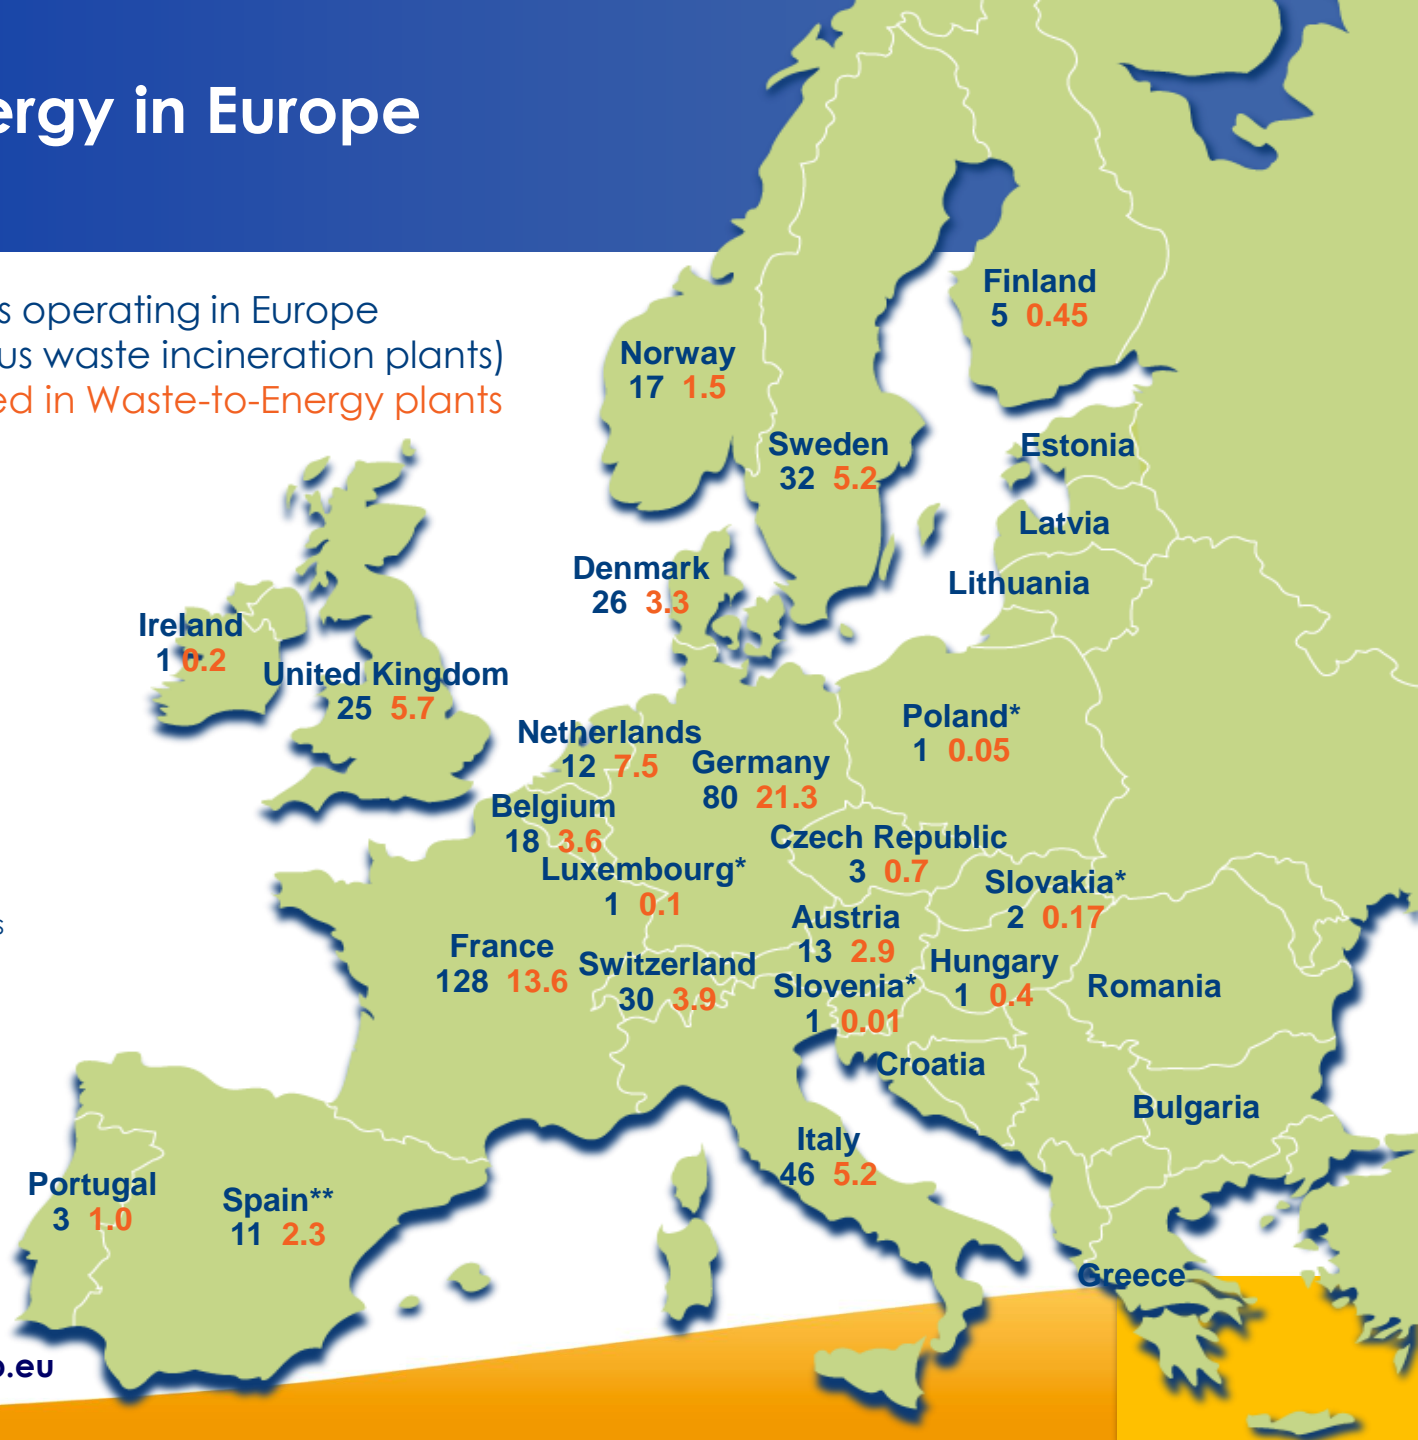 ergy in Europe
s operating in Europe
us waste incineration plants)
ed in Waste-to-Energy plants
Finland
5 0.45
Norway
17 1.5
Sweden
32 5.2
Estonia
Latvia
Lithuania
Denmark
26 3.3
Ireland
1 0.2
United Kingdom
25 5.7
Netherlands
12 7.5
Germany
80 21.3
Poland*
1 0.05
Belgium
18 3.6
Czech Republic
3 0.7
Luxembourg*
1 0.1
Slovakia*
2 0.17
s
Austria
13 2.9
France
128 13.6
Switzerland
30 3.9
Hungary
1 0.4
Slovenia*
1 0.01
Romania
Croatia
Bulgaria
Italy
46 5.2
Portugal
3 1.0
Spain**
11 2.3
Greece
.eu